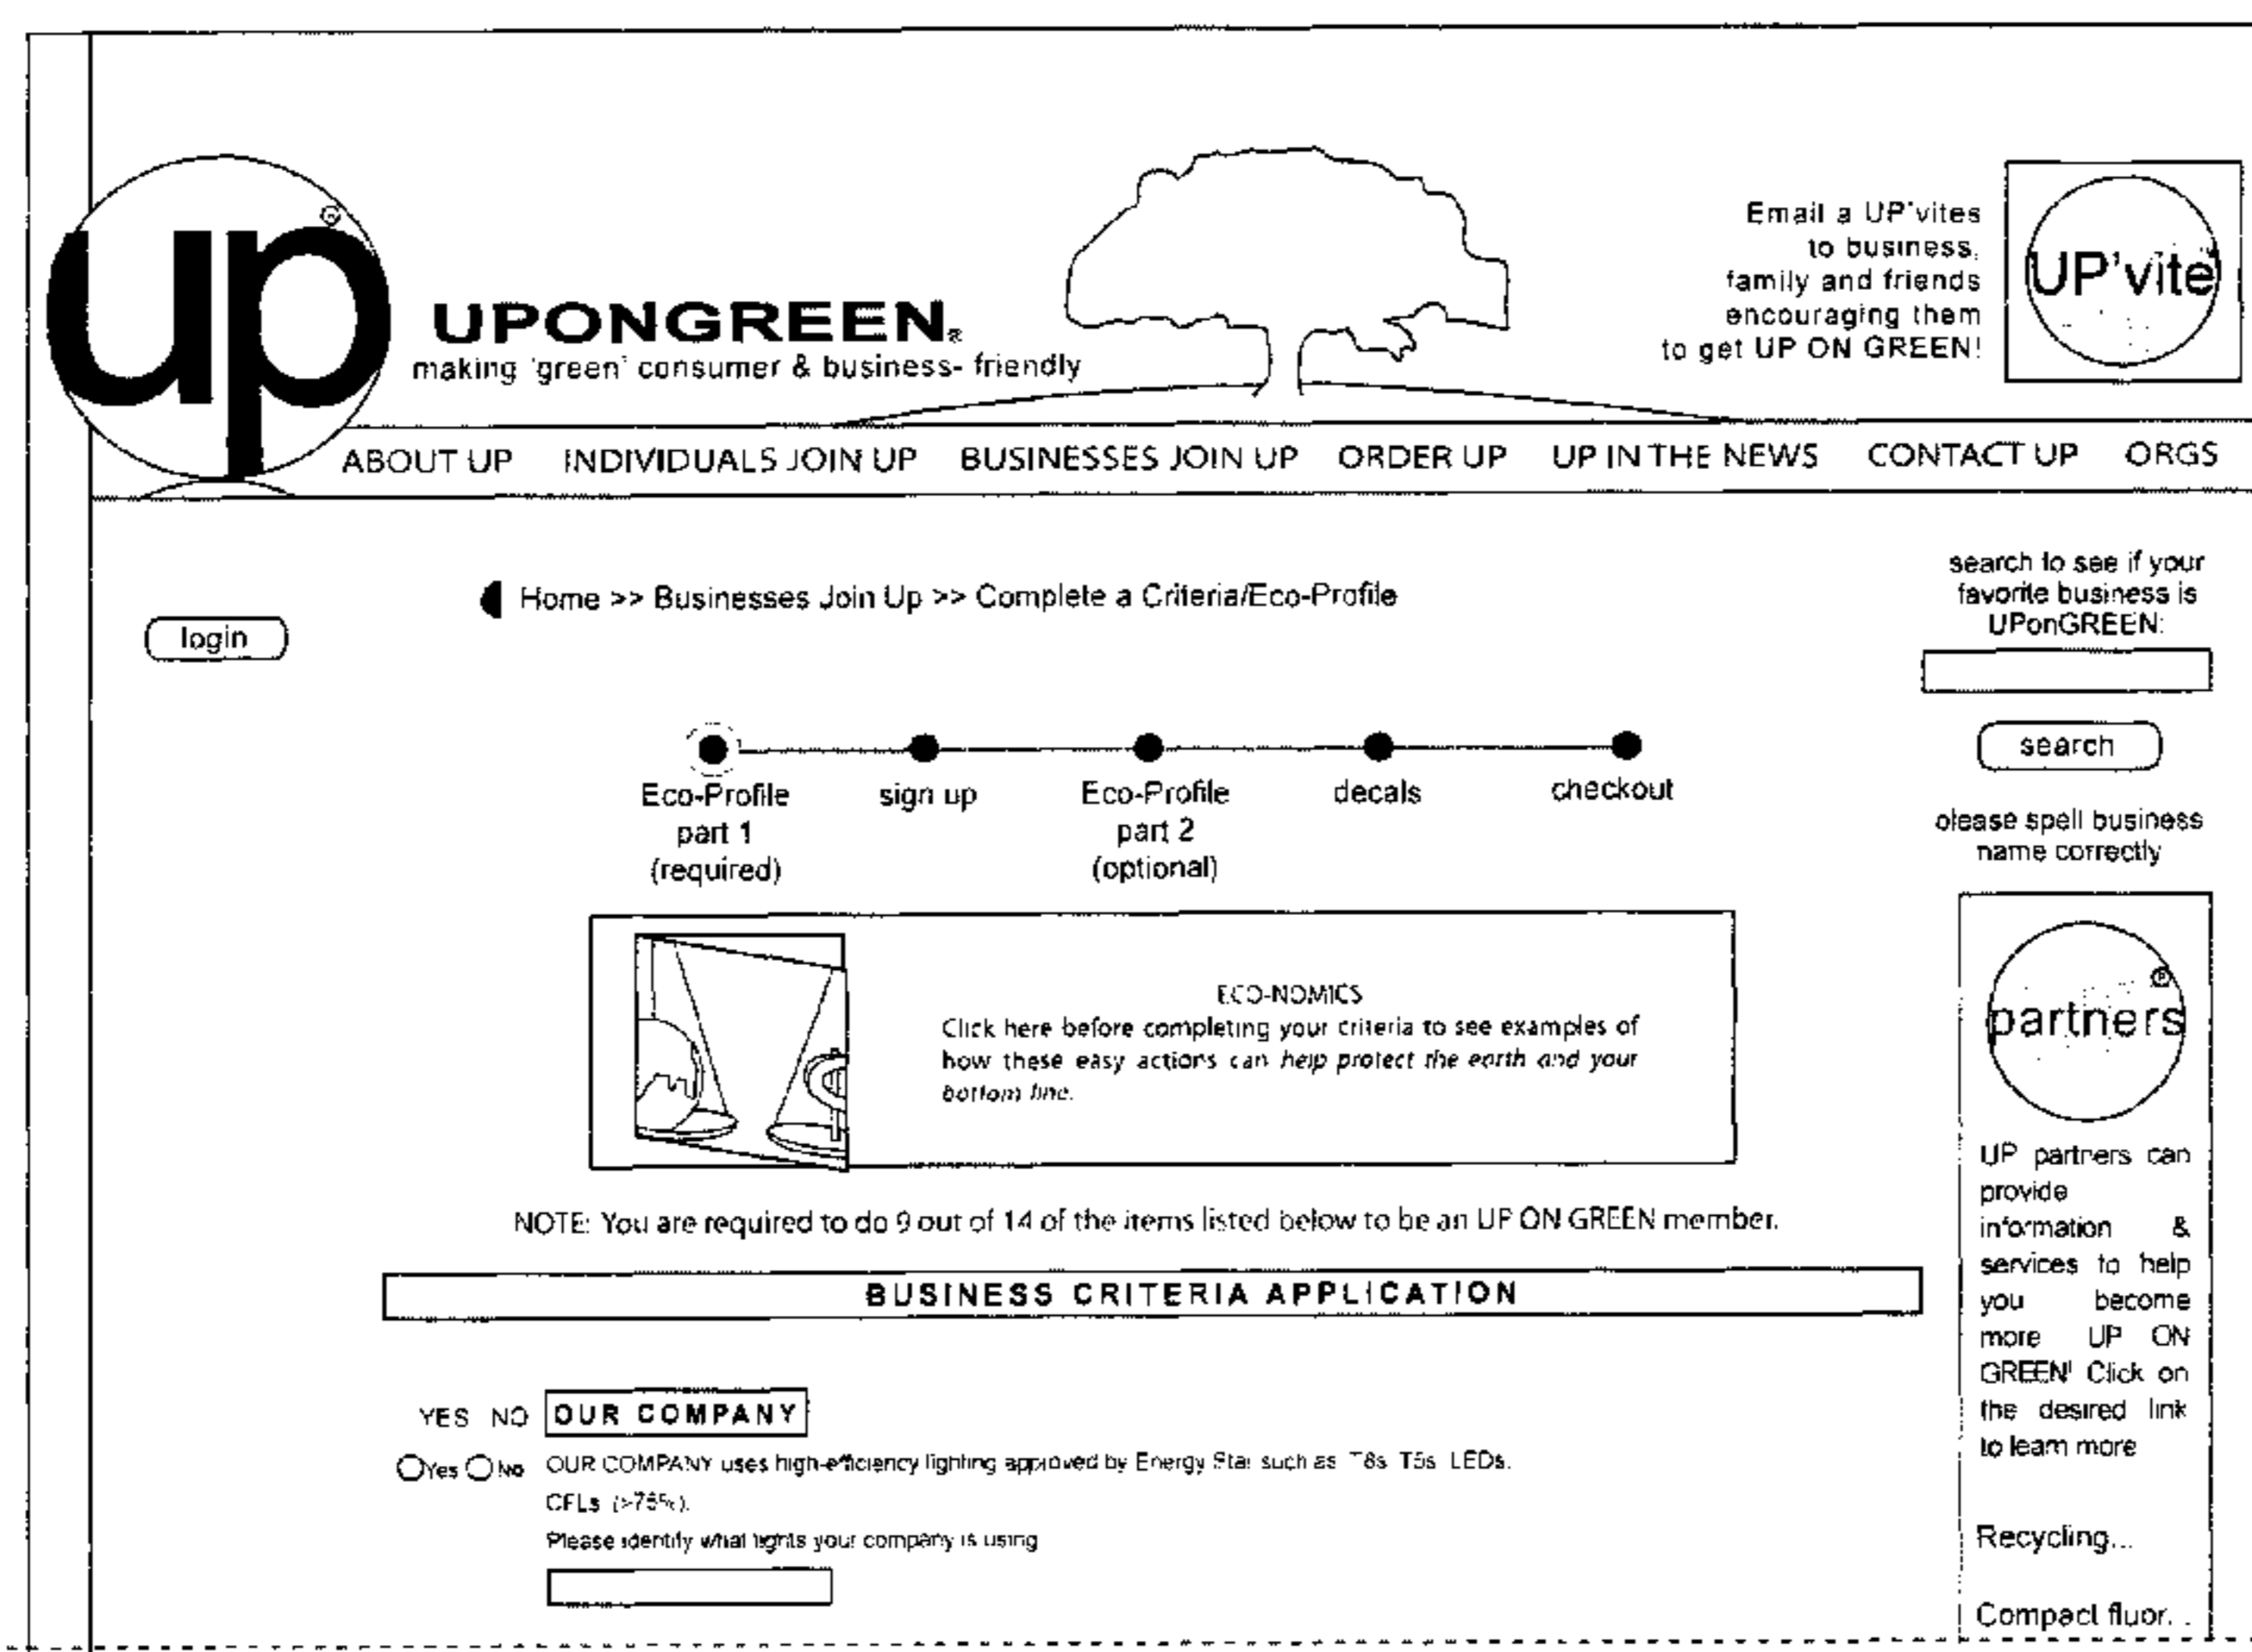 up®
UPONGREEN®
making 'green' consumer & business- friendly
Email a UP'vites
to business,
family and friends
encouraging them
to get UP ON GREEN!
UP'vite
ABOUT UP INDIVIDUALS JOIN UP BUSINESSES JOIN UP ORDER UP UP IN THE NEWS CONTACT UP ORGS
login
Home >> Businesses Join Up >> Complete a Criteria/Eco-Profile
search to see if your
favorite business is
UPonGREEN:
search
please spell business
name correctly
Eco-Profile
part 1
(required)
sign up
Eco-Profile
part 2
(optional)
decals
checkout
ECO-NOMICS
Click here before completing your criteria to see examples of
how these easy actions can help protect the earth and your
bottom line.
NOTE: You are required to do 9 out of 14 of the items listed below to be an UP ON GREEN member.
BUSINESS CRITERIA APPLICATION
YES NO OUR COMPANY
Yes No OUR COMPANY uses high-efficiency lighting approved by Energy Star such as T8s T5s LEDs.
CFLs (>75%).
Please identify what lights your company is using
partners®
UP partners can
provide
information &
services to help
you become
more UP ON
GREEN! Click on
the desired link
to learn more
Recycling...
Compact fluor...